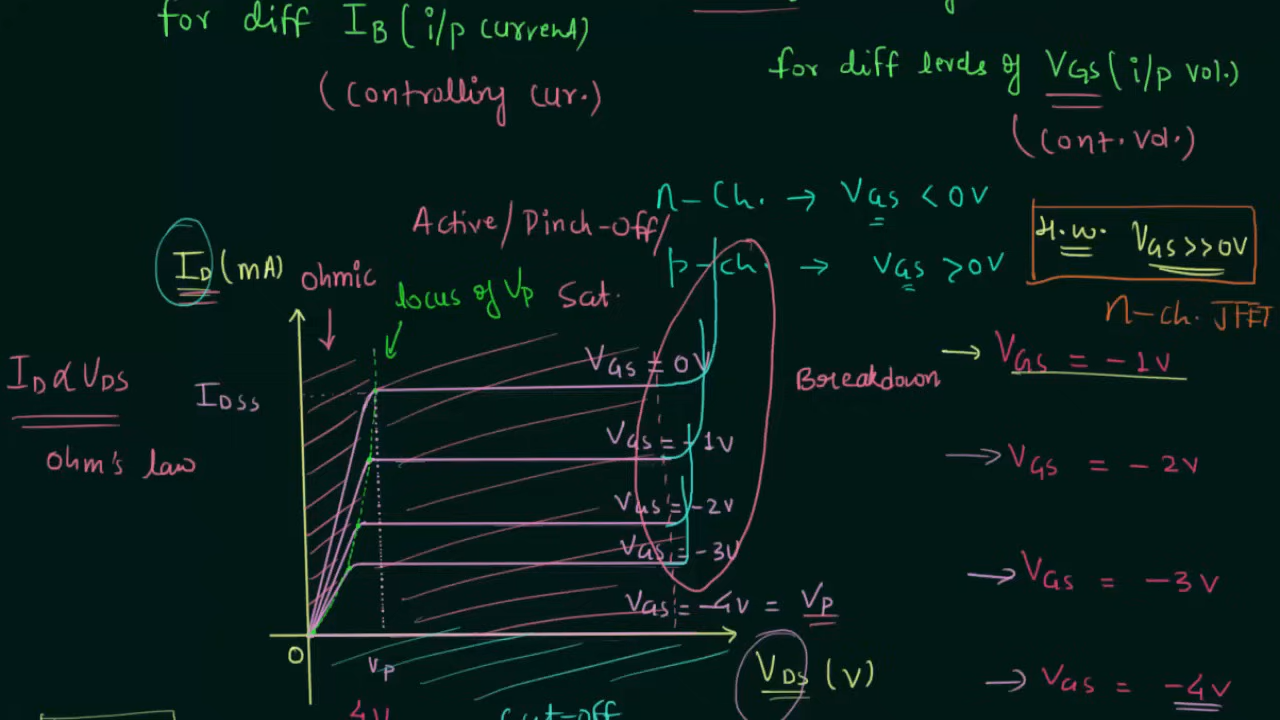 for diff IB (i/p current)
(controlling cur.)
for diff levels of VGS (i/p vol.)
(cont. vol.)
n-Ch. → VGS < 0V
p-ch. → VGS > 0V
H.W. VGS >> 0V
n-ch. JFET
Active/Pinch-off/
Sat.
ID (mA)
ohmic
locus of VP
ID ∝ VDS
ohm's law
IDSS
VGS = 0V
VGS = -1V
VGS = -2V
VGS = -3V
VGS = -4V = VP
Breakdown
→ VGS = -1V
→ VGS = -2V
→ VGS = -3V
→ VGS = -4V
0
VP
VDS (V)
4V
Cut-off